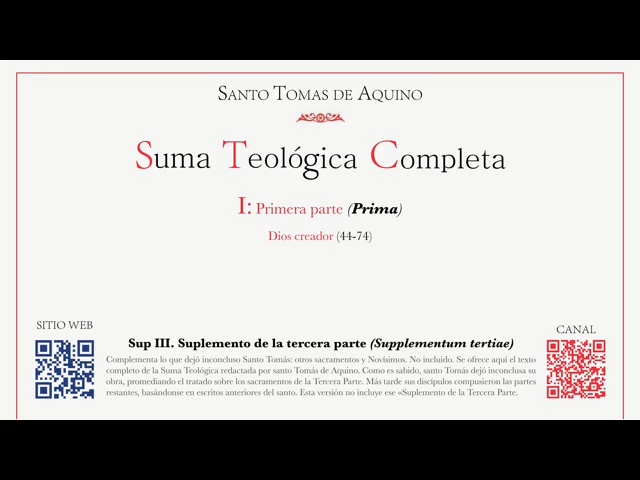 SANTO TOMAS DE AQUINO
Suma Teológica Completa
I: Primera parte (Prima)
Dios creador (44-74)
SITIO WEB
Sup III. Suplemento de la tercera parte (Supplementum tertiae)
CANAL
Complementa lo que dejó inconcluso Santo Tomás: otros sacramentos y Novísimos. No incluido. Se ofrece aquí el texto
completo de la Suma Teológica redactada por santo Tomás de Aquino. Como es sabido, santo Tomás dejó inconclusa su
obra, promediando el tratado sobre los sacramentos de la Tercera Parte. Más tarde sus discípulos compusieron las partes
restantes, basándonse en escritos anteriores del santo. Esta versión no incluye ese «Suplemento de la Tercera Parte.